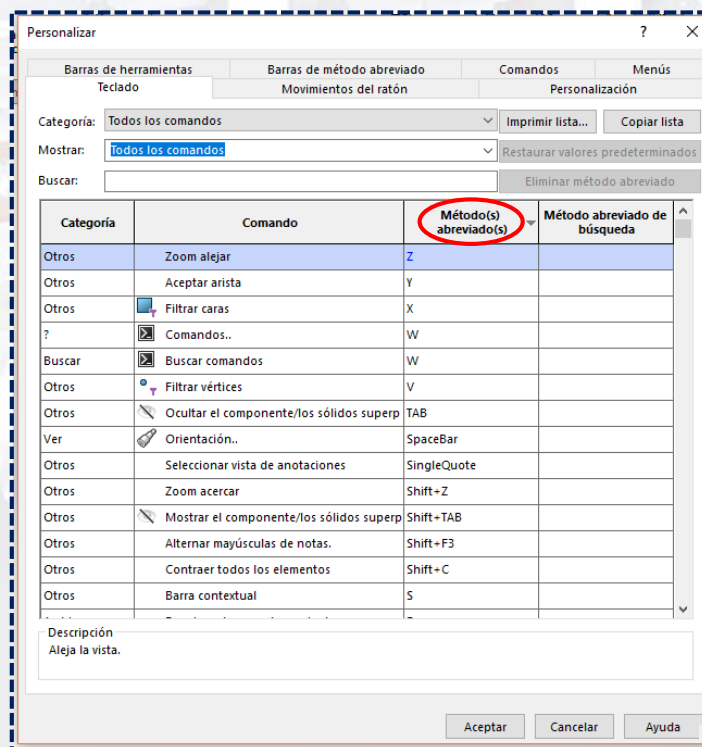 Personalizar ?
Barras de herramientas Barras de método abreviado Comandos Menús
Teclado Movimientos del ratón Personalización
Categoría: Todos los comandos Imprimir lista... Copiar lista
Mostrar: Todos los comandos Restaurar valores predeterminados
Buscar: Eliminar método abreviado
Categoría Comando Método(s) abreviado(s) Método abreviado de búsqueda
Otros Zoom alejar Z
Otros Aceptar arista Y
Otros Filtrar caras X
? Comandos.. W
Buscar Buscar comandos W
Otros Filtrar vértices V
Otros Ocultar el componente/los sólidos superp TAB
Ver Orientación.. SpaceBar
Otros Seleccionar vista de anotaciones SingleQuote
Otros Zoom acercar Shift+Z
Otros Mostrar el componente/los sólidos superp Shift+TAB
Otros Alternar mayúsculas de notas. Shift+F3
Otros Contraer todos los elementos Shift+C
Otros Barra contextual S
Descripción
Aleja la vista.
Aceptar Cancelar Ayuda